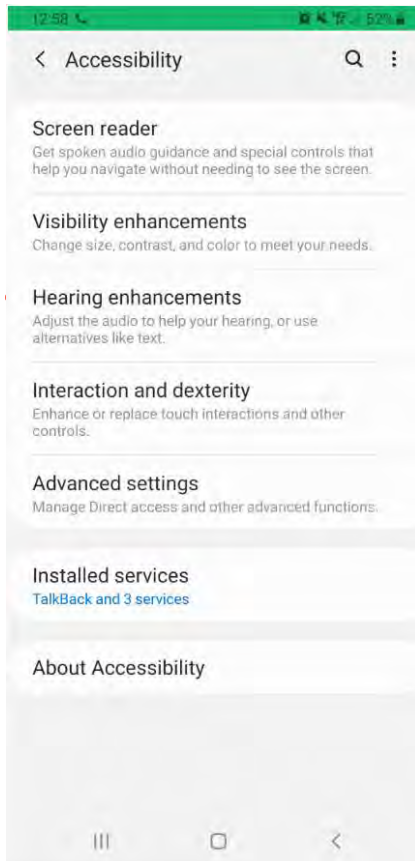 12:58 52%
Accessibility
Screen reader
Get spoken audio guidance and special controls that
help you navigate without needing to see the screen.
Visibility enhancements
Change size, contrast, and color to meet your needs.
Hearing enhancements
Adjust the audio to help your hearing, or use
alternatives like text.
Interaction and dexterity
Enhance or replace touch interactions and other
controls.
Advanced settings
Manage Direct access and other advanced functions.
Installed services
TalkBack and 3 services
About Accessibility